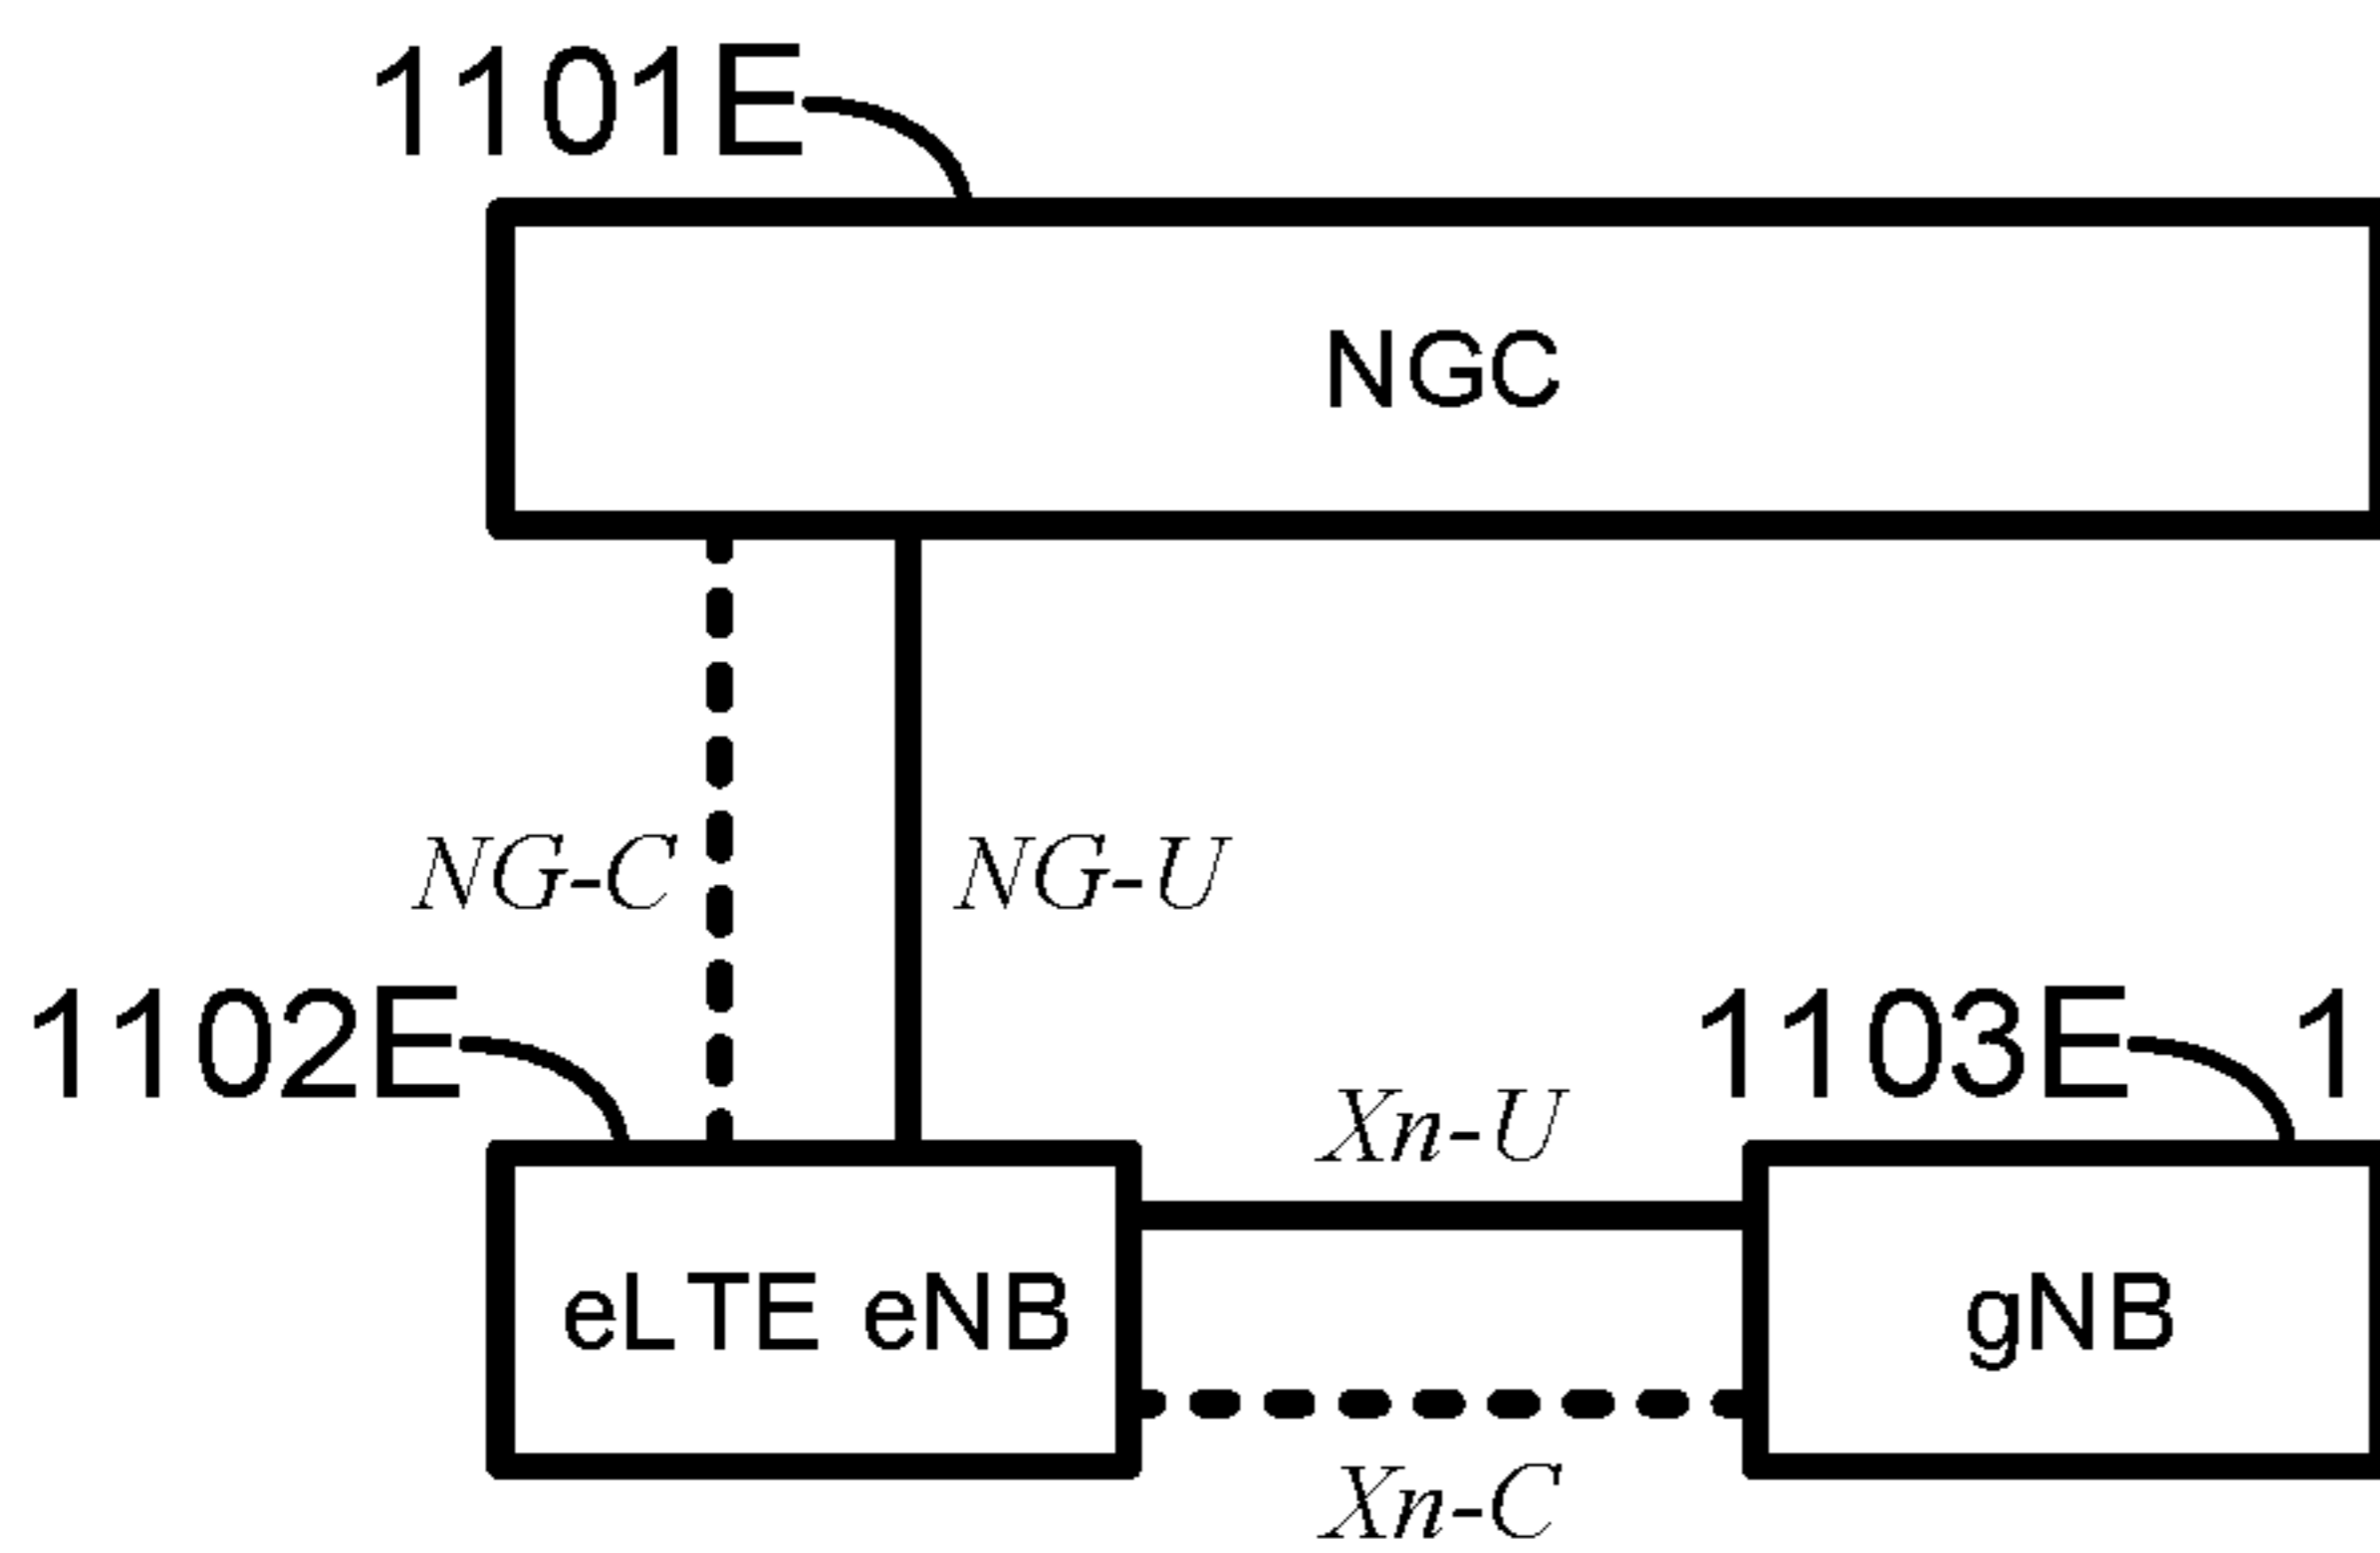 1101E
NGC
NG-C NG-U
1102E 1103E 1
Xn-U
eLTE eNB gNB
Xn-C